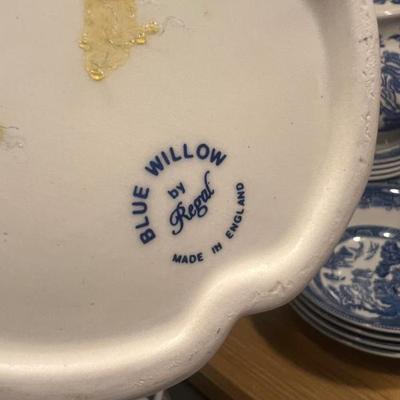 BLUE WILLOW
by
Regal
MADE IN ENGLAND